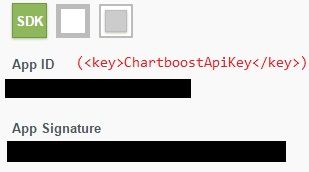 SDK
App ID (<key>ChartboostApiKey</key>)
App Signature